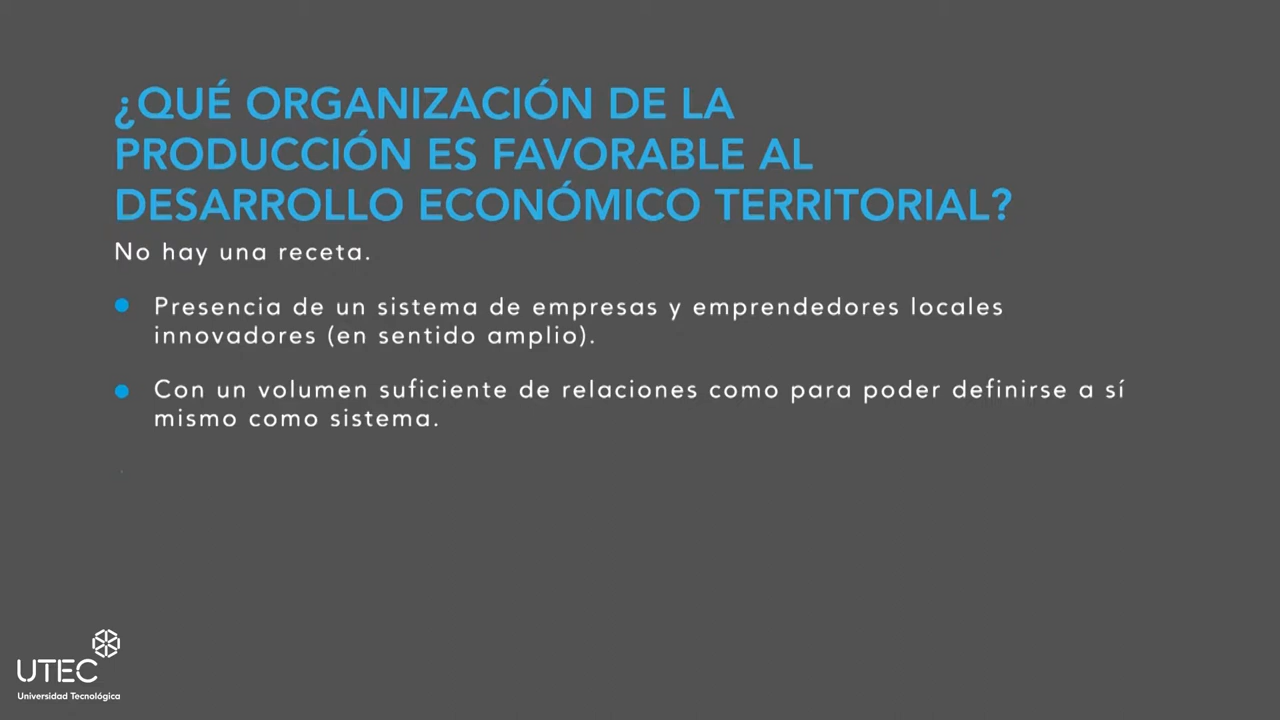 ¿QUÉ ORGANIZACIÓN DE LA
PRODUCCIÓN ES FAVORABLE AL
DESARROLLO ECONÓMICO TERRITORIAL?
No hay una receta.
Presencia de un sistema de empresas y emprendedores locales
innovadores (en sentido amplio).
Con un volumen suficiente de relaciones como para poder definirse a sí
mismo como sistema.
UTEC
Universidad Tecnológica